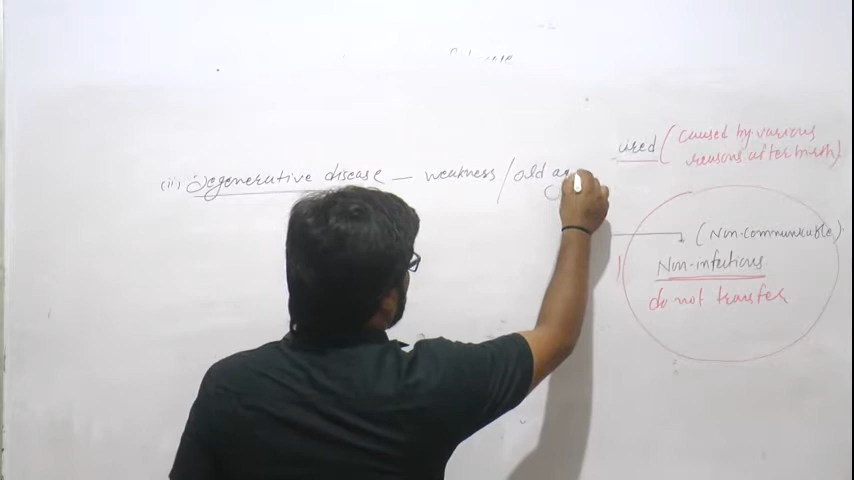 (ii) Degenerative disease — weakness / old ag
ired (caused by various
reasons after birth)
(Non-communicable)
Non-infectious
do not transfer